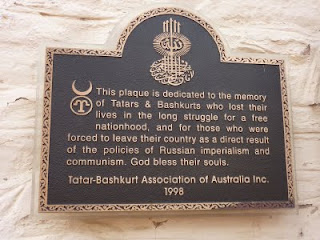 This plaque is dedicated to the memory
of Tatars & Bashkurts who lost their
lives in the long struggle for a free
nationhood, and for those who were
forced to leave their country as a direct result
of the policies of Russian imperialism and
communism. God bless their souls.
Tatar-Bashkurt Association of Australia Inc.
1998